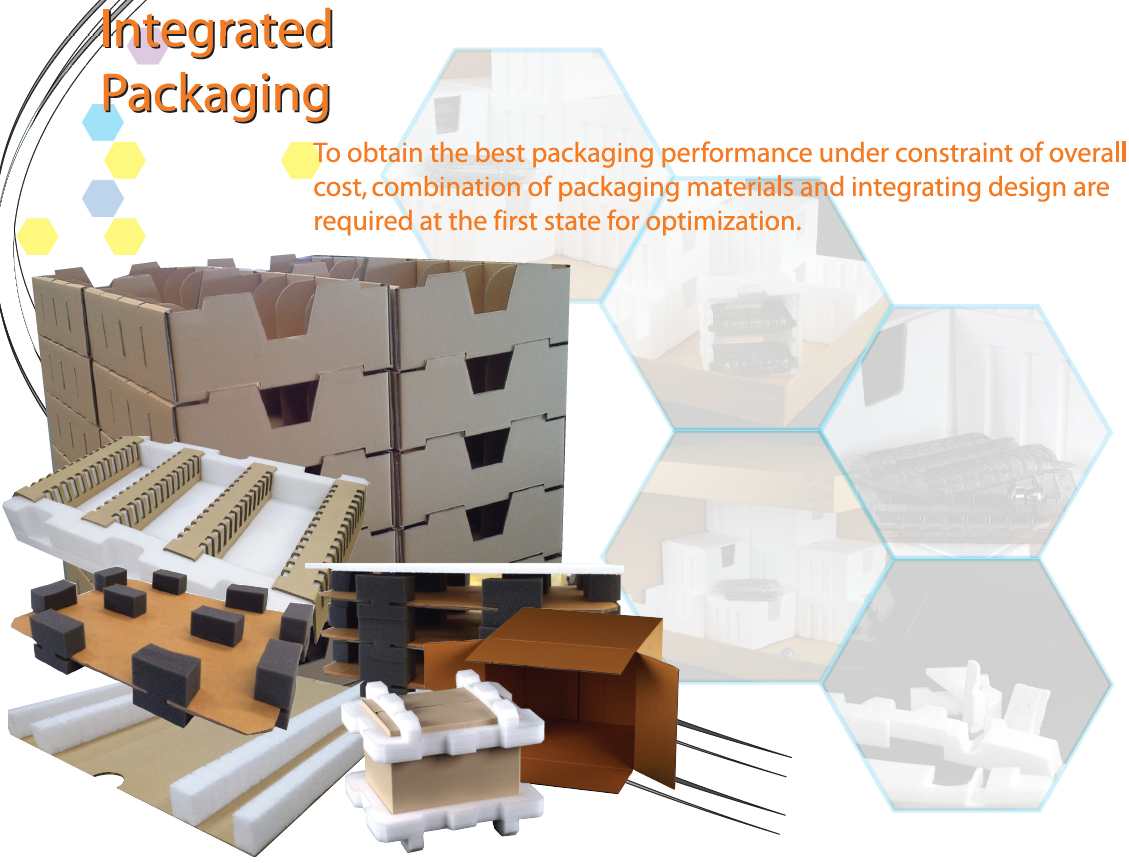 Integrated
Packaging
To obtain the best packaging performance under constraint of overall
cost, combination of packaging materials and integrating design are
required at the first state for optimization.